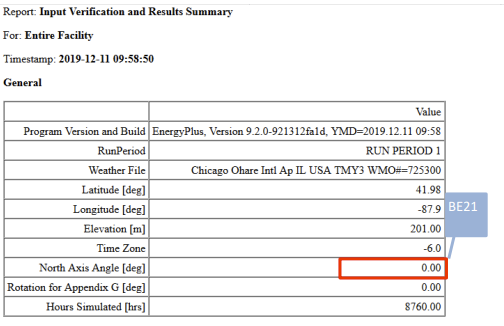 Report: Input Verification and Results Summary
For: Entire Facility
Timestamp: 2019-12-11 09:58:50
General
Value
Program Version and Build EnergyPlus, Version 9.2.0-921312fa1d, YMD=2019.12.11 09:58
RunPeriod RUN PERIOD 1
Weather File Chicago Ohare Intl Ap IL USA TMY3 WMO#=725300
Latitude [deg] 41.98
Longitude [deg] -87.9
Elevation [m] 201.00
BE21
Time Zone -6.0
North Axis Angle [deg] 0.00
Rotation for Appendix G [deg] 0.00
Hours Simulated [hrs] 8760.00